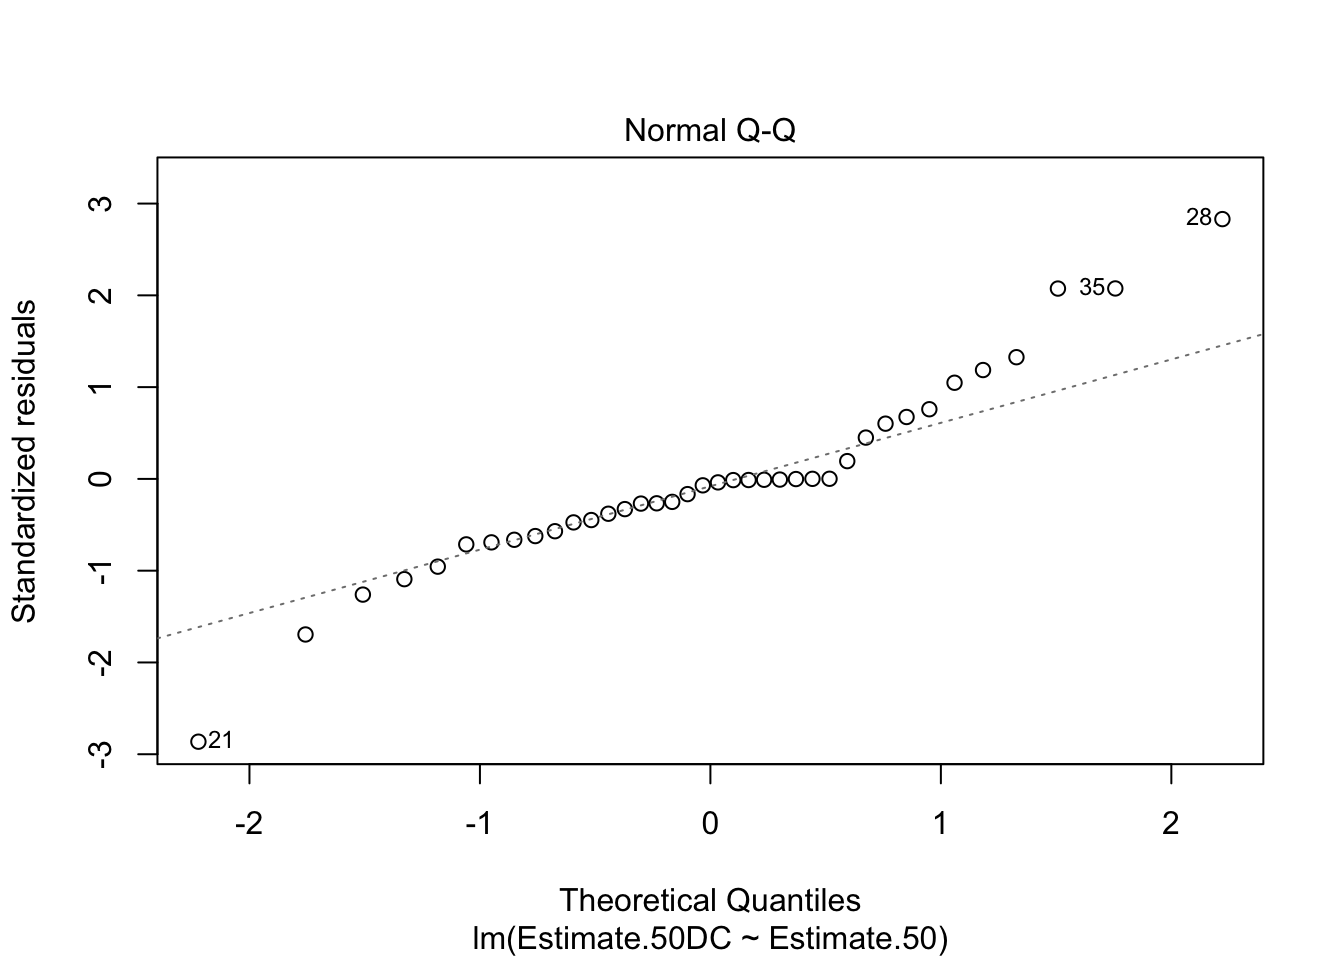 Normal Q-Q
Standardized residuals
3
2
1
0
-1
-2
-3
28
35
21
-2 -1 0 1 2
Theoretical Quantiles
lm(Estimate.50DC ~ Estimate.50)